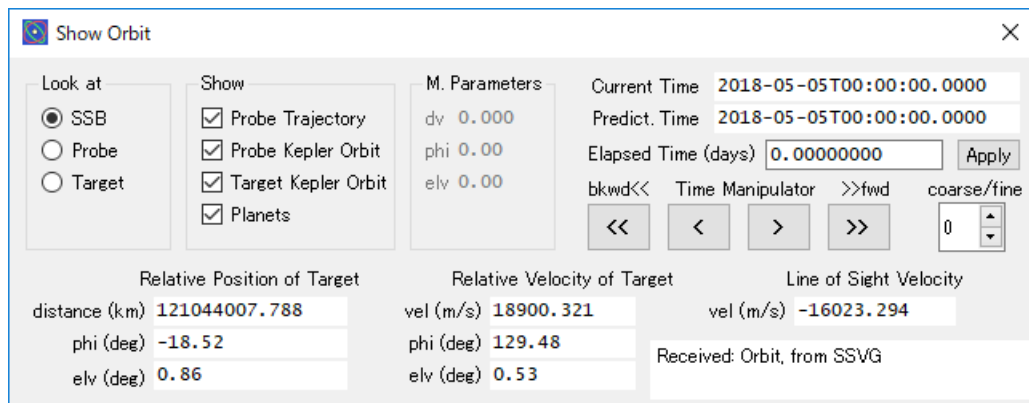 Show Orbit
Look at
SSB
Probe
Target
Show
Probe Trajectory
Probe Kepler Orbit
Target Kepler Orbit
Planets
M. Parameters
dv 0.000
phi 0.00
elv 0.00
Current Time 2018-05-05T00:00:00.0000
Predict. Time 2018-05-05T00:00:00.0000
Elapsed Time (days) 0.00000000 Apply
bkwd<< Time Manipulator >>fwd coarse/fine
<< < > >> 0
Relative Position of Target
distance (km) 121044007.788
phi (deg) -18.52
elv (deg) 0.86
Relative Velocity of Target
vel (m/s) 18900.321
phi (deg) 129.48
elv (deg) 0.53
Line of Sight Velocity
vel (m/s) -16023.294
Received: Orbit, from SSVG